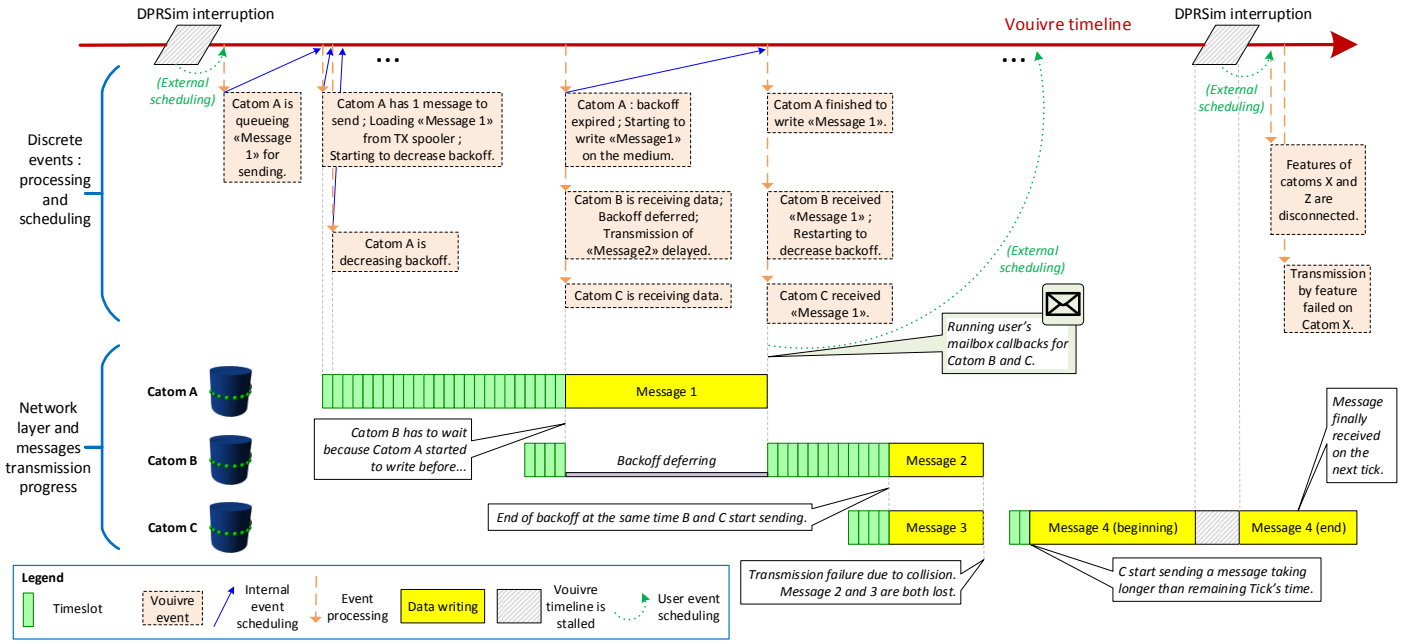 DPRSim interruption
Vouivre timeline
DPRSim interruption
(External
scheduling)
...
...
(External
scheduling)
Discrete
events :
processing
and
scheduling
Catom A is
queueing
«Message
1» for
sending.
Catom A has 1 message to
send ; Loading «Message 1»
from TX spooler ;
Starting to decrease backoff.
Catom A is
decreasing backoff.
Catom A : backoff
expired ; Starting to
write «Message1»
on the medium.
Catom B is receiving data;
Backoff deferred;
Transmission of
«Message2» delayed.
Catom C is receiving data.
Catom A finished to
write «Message 1».
Catom B received
«Message 1» ;
Restarting to
decrease backoff.
Catom C received
«Message 1».
(External
scheduling)
Features of
catoms X and
Z are
disconnected.
Transmission
by feature
failed on
Catom X.
Running user's
mailbox callbacks for
Catom B and C.
Network
layer and
messages
transmission
progress
Catom A
Message 1
Catom B has to wait
because Catom A started
to write before...
Message
finally
received
on the
next tick.
Catom B
Backoff deferring
Message 2
End of backoff at the same time B and C start sending.
Catom C
Message 3
Message 4 (beginning)
Message 4 (end)
Transmission failure due to collision.
Message 2 and 3 are both lost.
C start sending a message taking
longer than remaining Tick's time.
Legend
Timeslot
Vouivre
event
Internal
event
scheduling
Event
processing
Data writing
Vouivre
timeline is
stalled
User event
scheduling